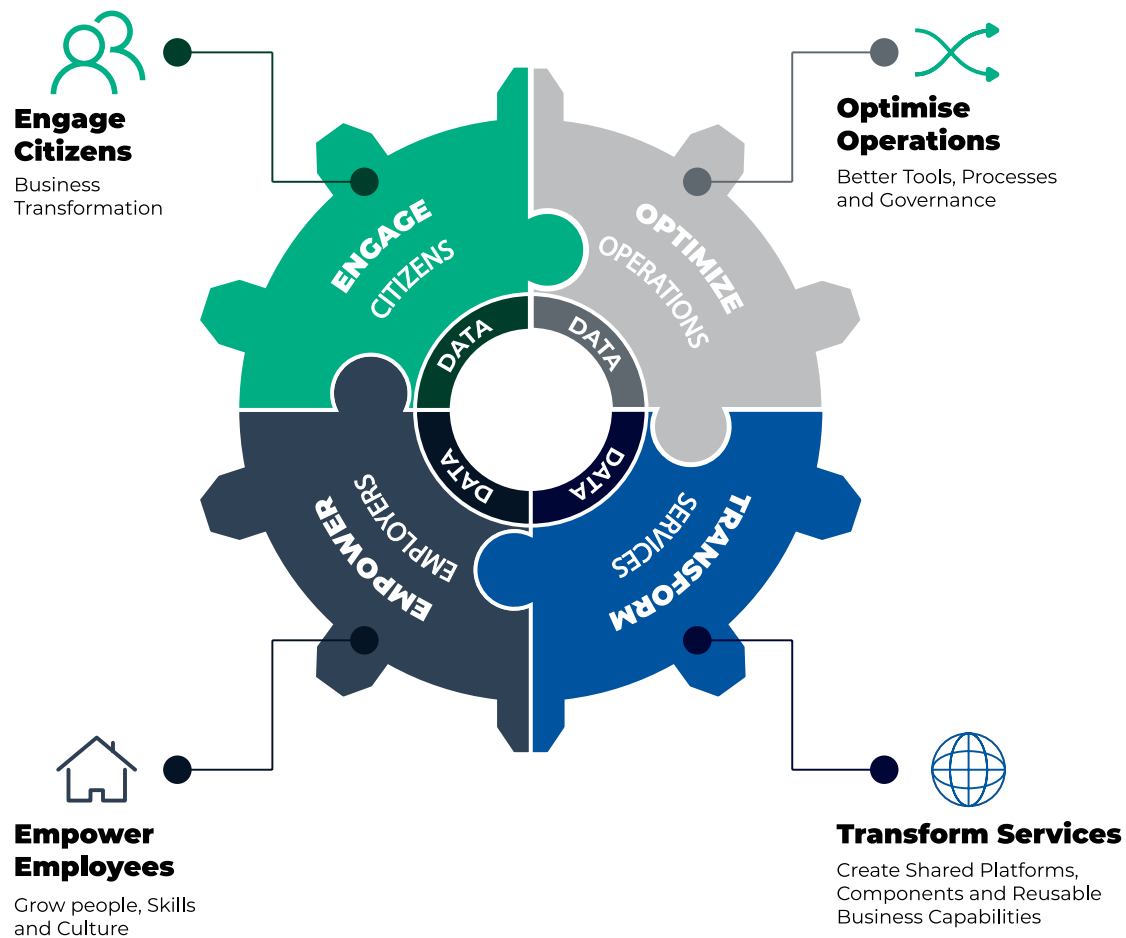 Engage
Citizens
Business
Transformation
Optimise
Operations
Better Tools, Processes
and Governance
ENGAGE
CITIZENS
OPTIMIZE
OPERATIONS
DATA
DATA
DATA
DATA
EMPOWER
EMPLOYERS
TRANSFORM
SERVICES
Empower
Employees
Grow people, Skills
and Culture
Transform Services
Create Shared Platforms,
Components and Reusable
Business Capabilities